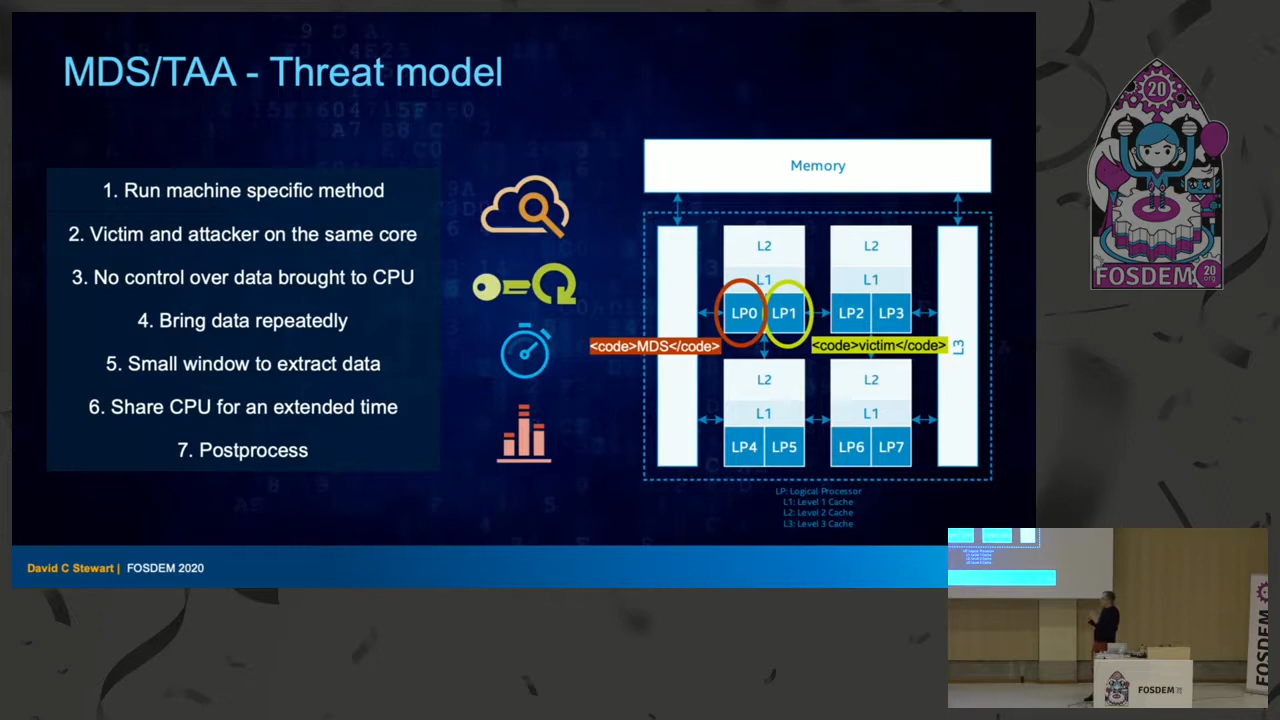 MDS/TAA - Threat model
1. Run machine specific method
2. Victim and attacker on the same core
3. No control over data brought to CPU
4. Bring data repeatedly
5. Small window to extract data
6. Share CPU for an extended time
7. Postprocess
Memory
L2 L2
L1 L1
LP0 LP1 LP2 LP3
<code>MDS</code> <code>victim</code> L3
L2 L2
L1 L1
LP4 LP5 LP6 LP7
LP: Logical Processor
L1: Level 1 Cache
L2: Level 2 Cache
L3: Level 3 Cache
David C Stewart | FOSDEM 2020
20
FOSDEM
20
.org
FOSDEM
FOSDEM